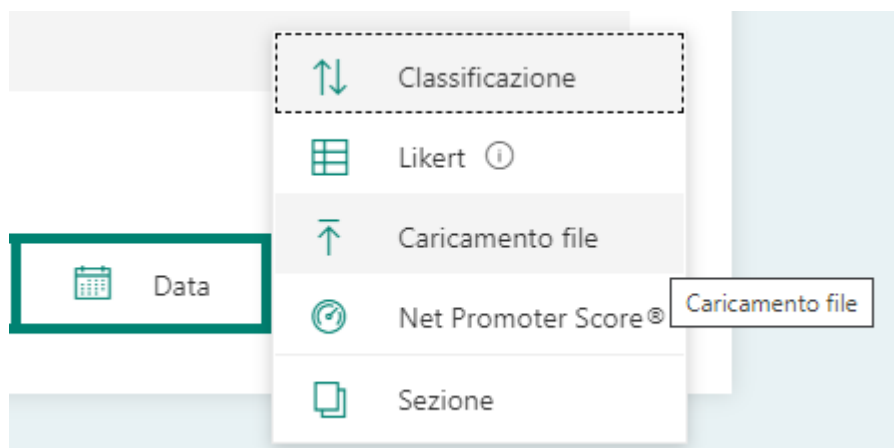 Classificazione
Likert
Caricamento file
Data
Net Promoter Score®
Caricamento file
Sezione